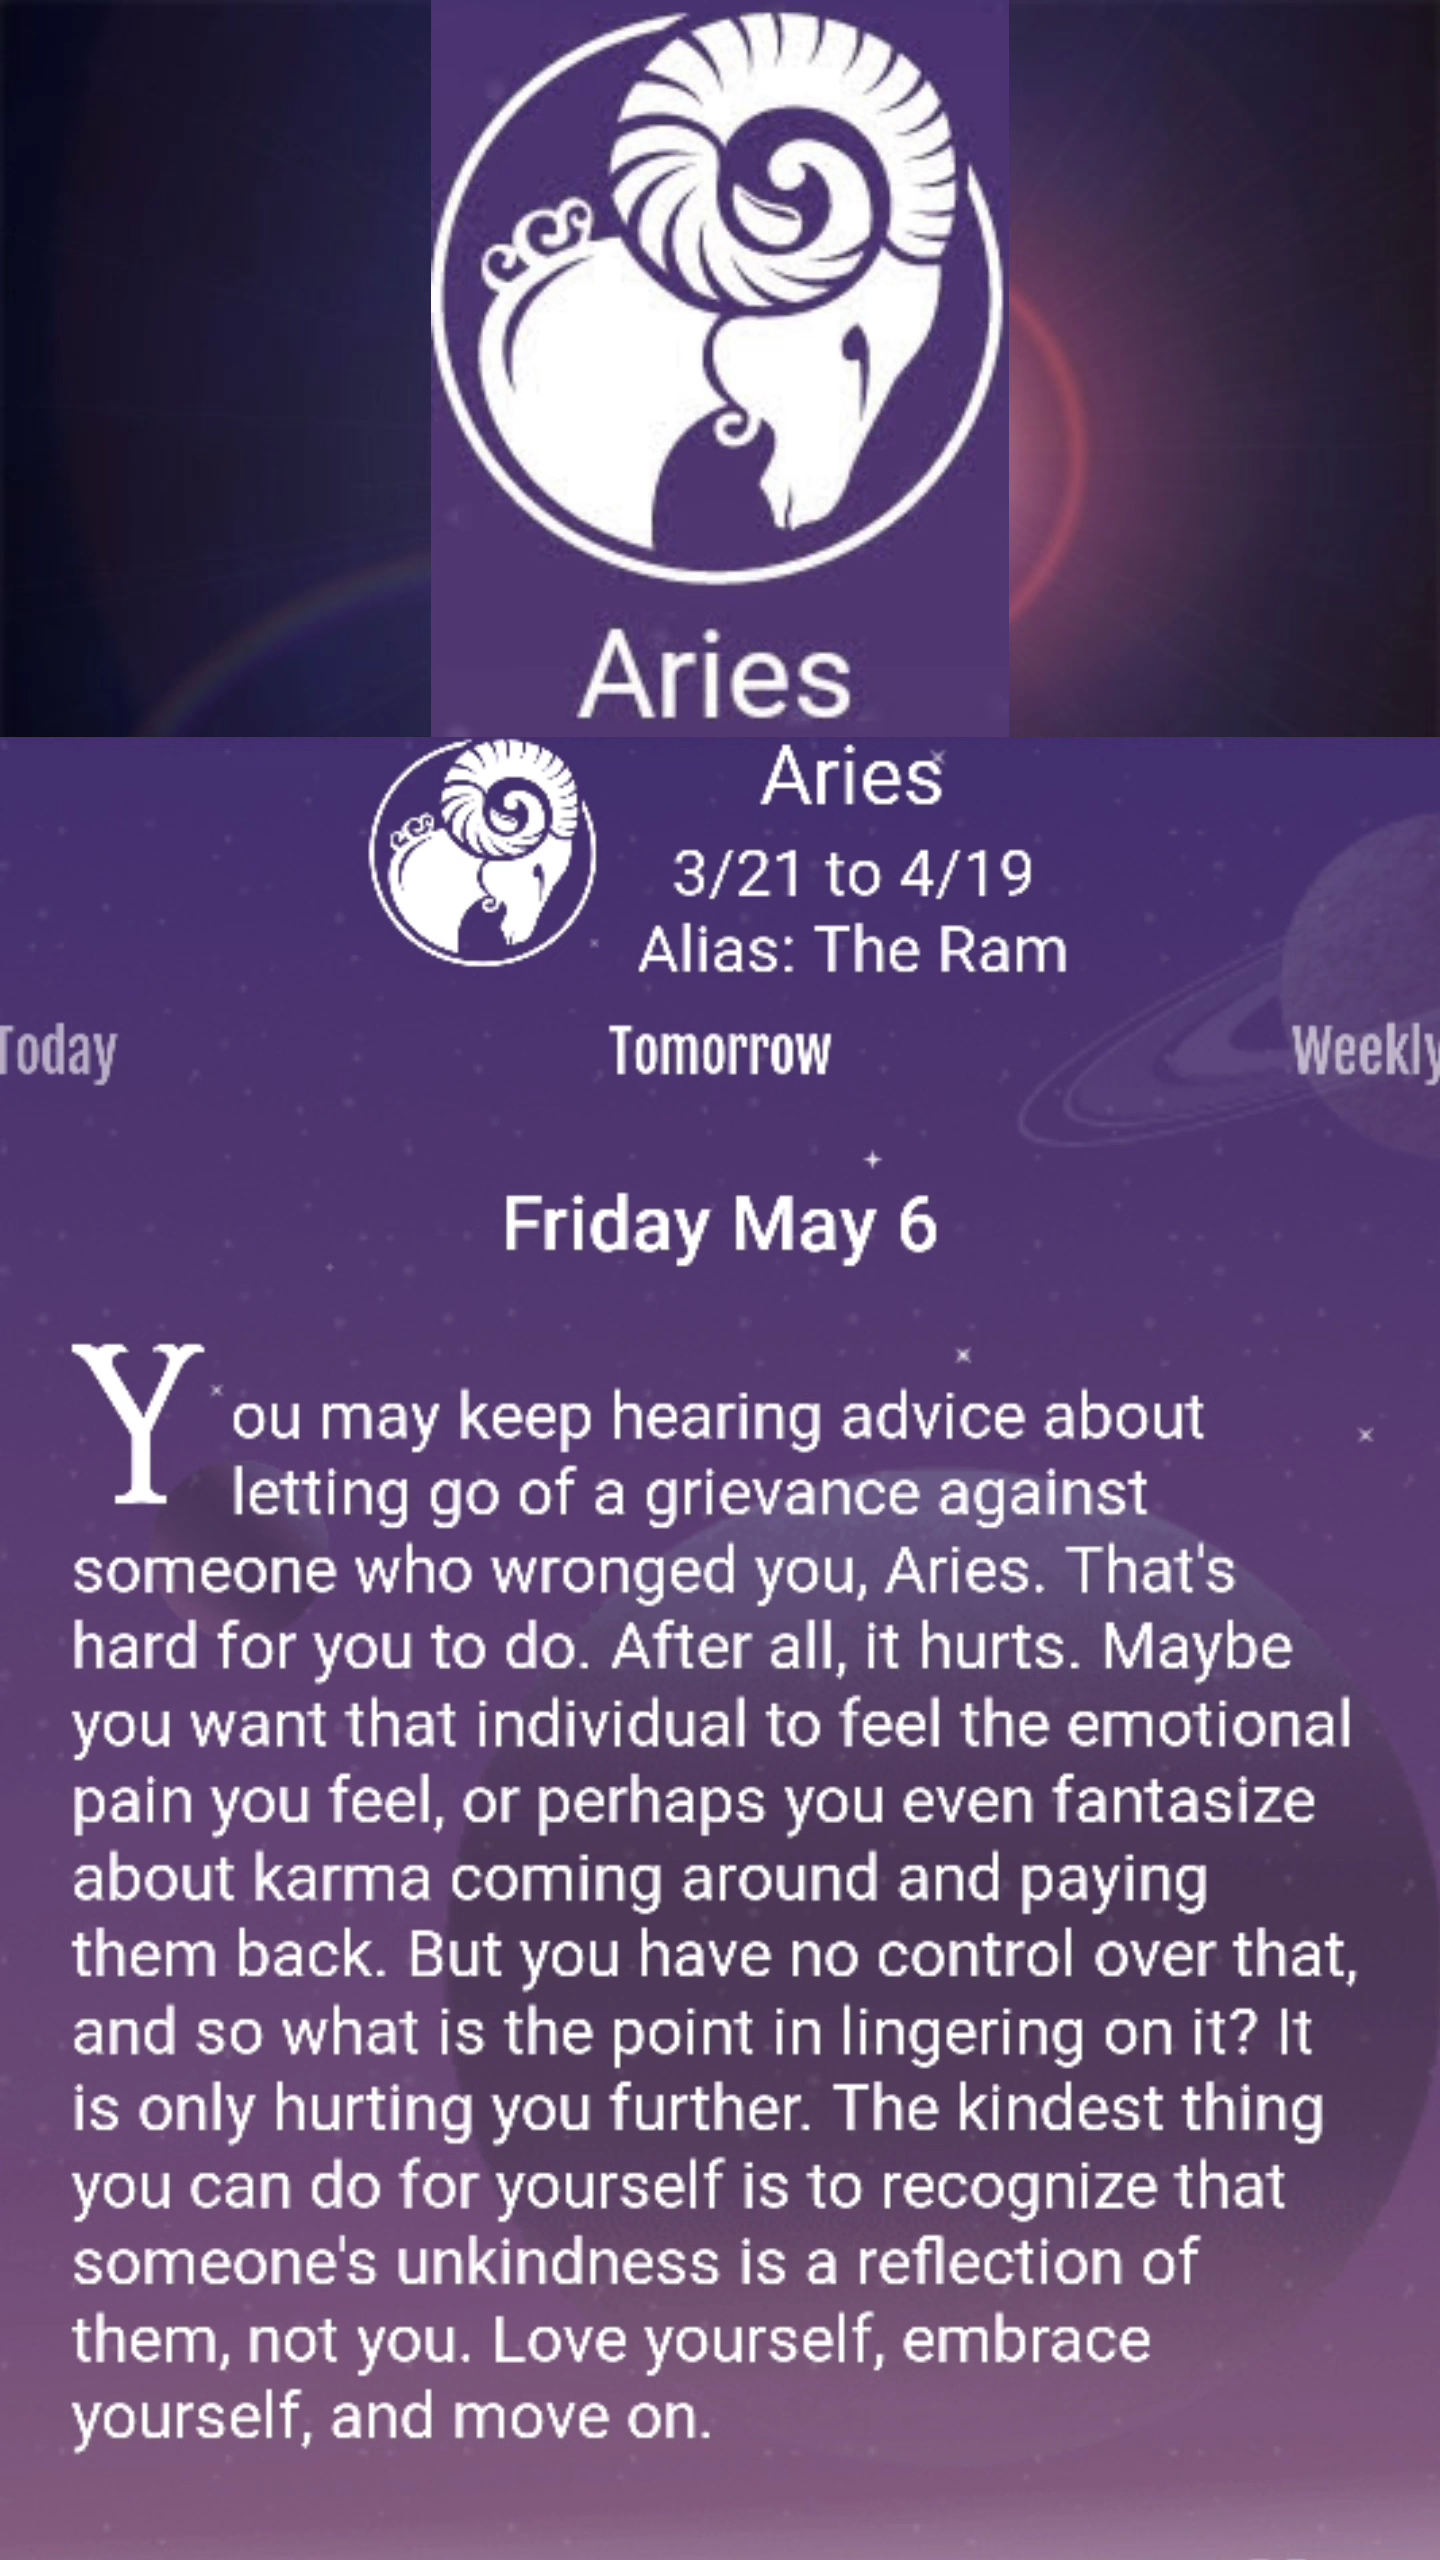 Aries
Aries
3/21 to 4/19
Alias: The Ram
Today
Tomorrow
Weekly
Friday May 6
You may keep hearing advice about
letting go of a grievance against
someone who wronged you, Aries. That's
hard for you to do. After all, it hurts. Maybe
you want that individual to feel the emotional
pain you feel, or perhaps you even fantasize
about karma coming around and paying
them back. But you have no control over that,
and so what is the point in lingering on it? It
is only hurting you further. The kindest thing
you can do for yourself is to recognize that
someone's unkindness is a reflection of
them, not you. Love yourself, embrace
yourself, and move on.